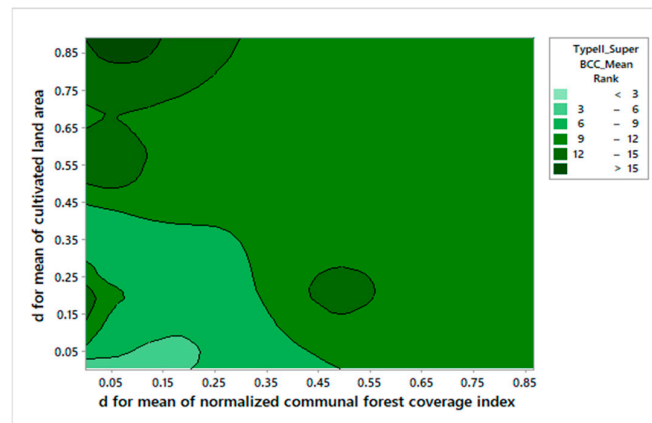 TypeII_Super
BCC_Mean
Rank
< 3
3 – 6
6 – 9
9 – 12
12 – 15
> 15
d for mean of cultivated land area
0.85
0.75
0.65
0.55
0.45
0.35
0.25
0.15
0.05
0.05 0.15 0.25 0.35 0.45 0.55 0.65 0.75 0.85
d for mean of normalized communal forest coverage index